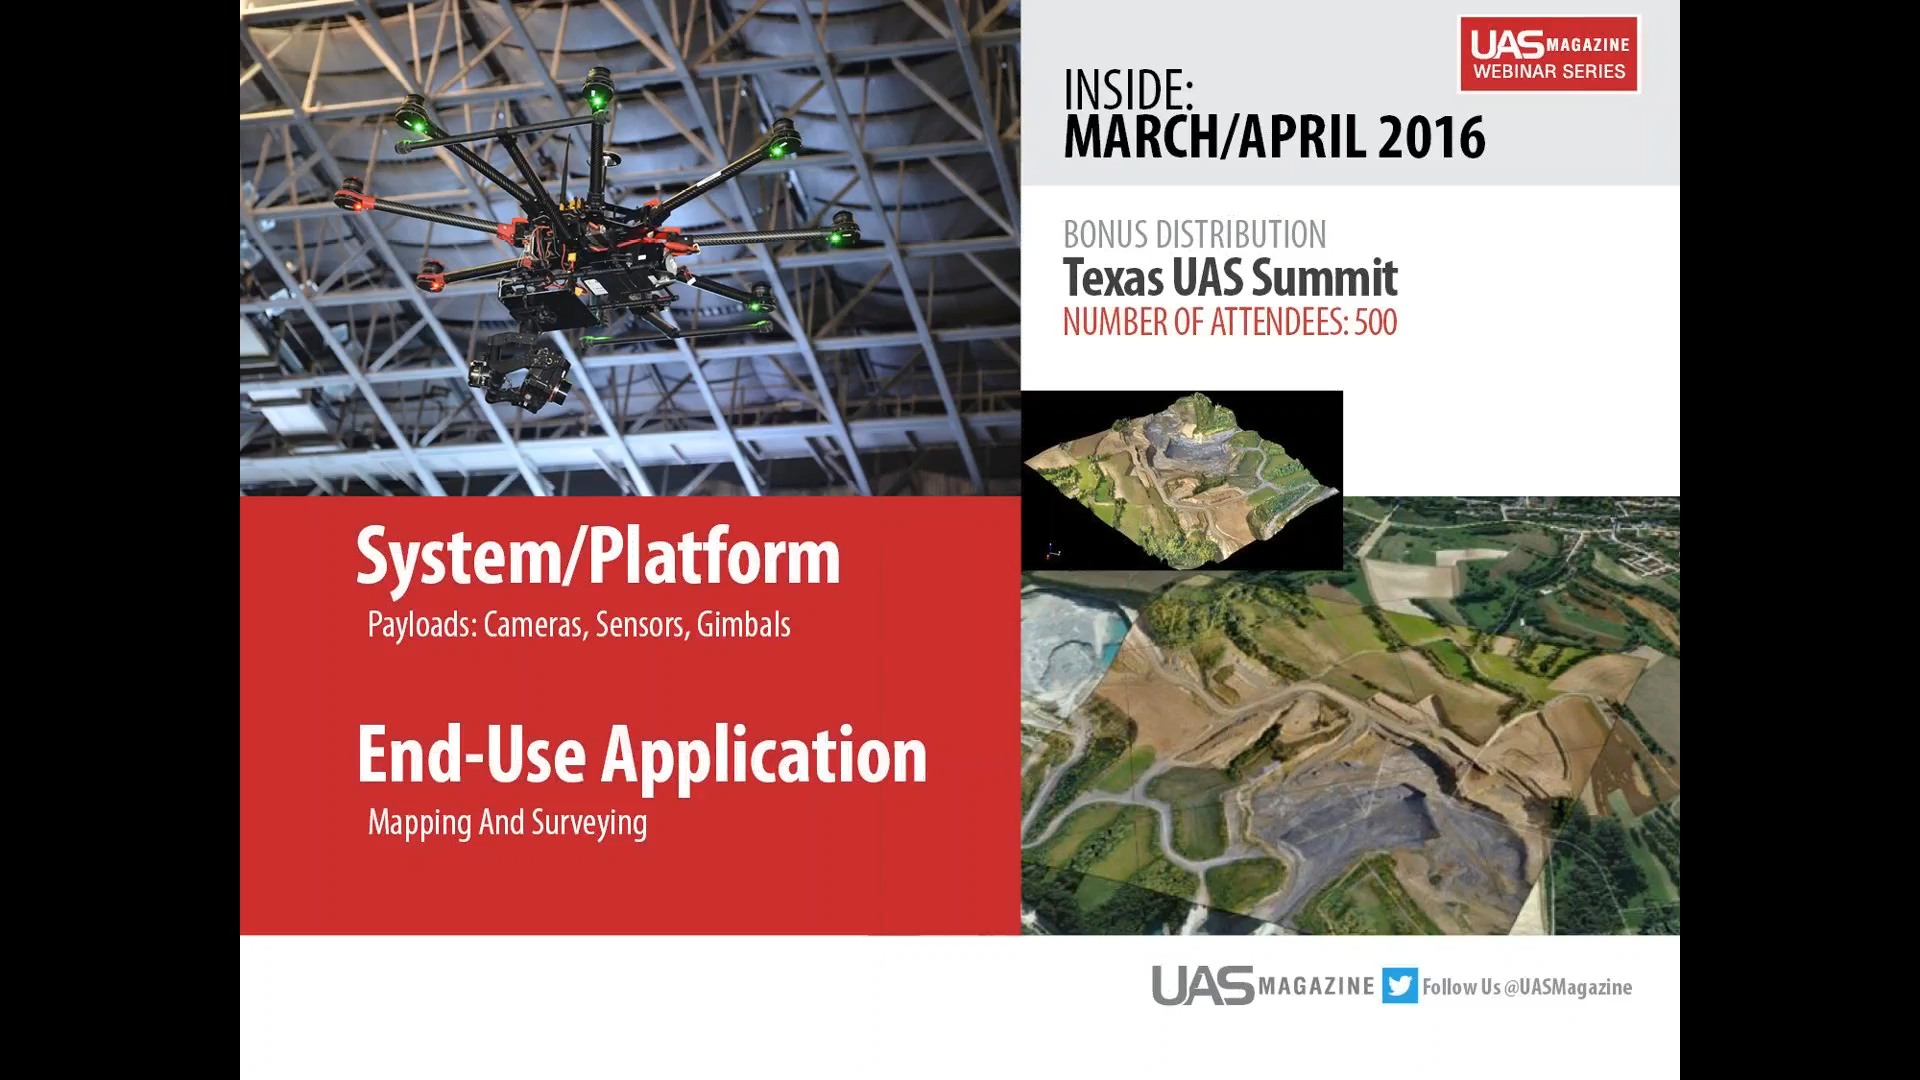 UAS MAGAZINE
WEBINAR SERIES
INSIDE:
MARCH/APRIL 2016
BONUS DISTRIBUTION
Texas UAS Summit
NUMBER OF ATTENDEES: 500
System/Platform
Payloads: Cameras, Sensors, Gimbals
End-Use Application
Mapping And Surveying
UAS MAGAZINE Follow Us @UASMagazine